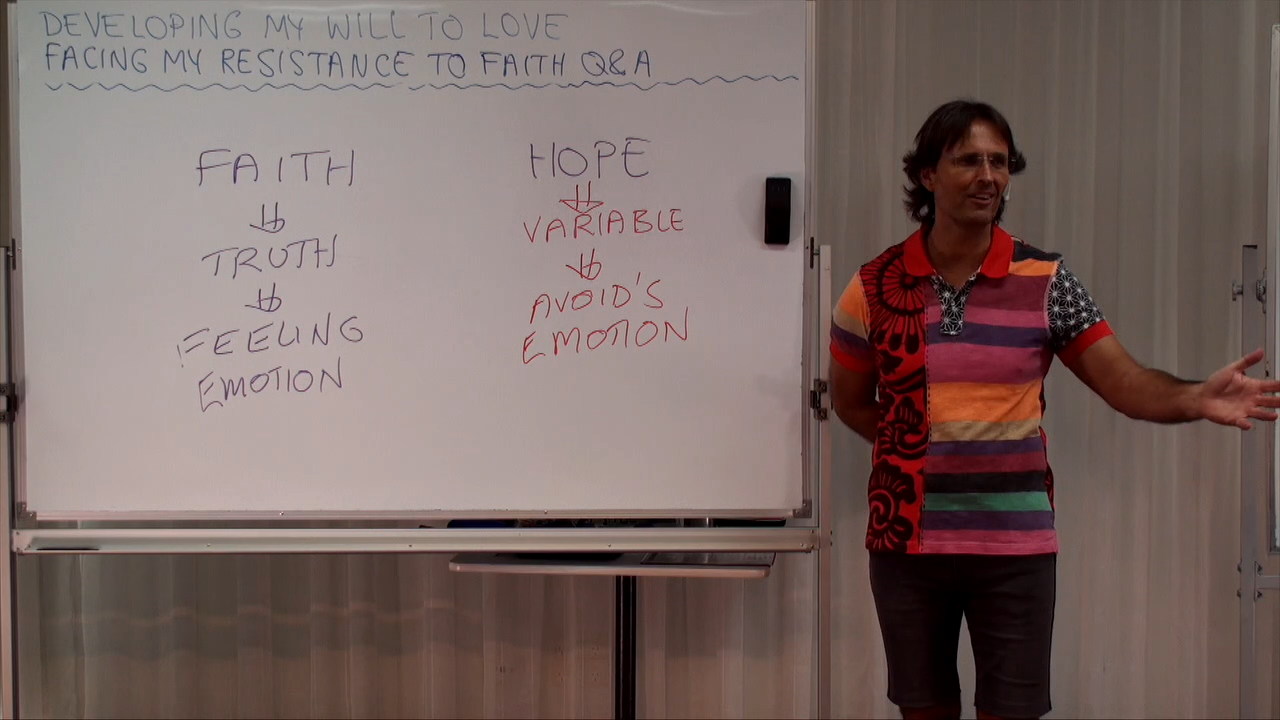 DEVELOPING MY WILL TO LOVE
FACING MY RESISTANCE TO FAITH Q&A
FAITH
TRUTH
FEELING
EMOTION
HOPE
VARIABLE
AVOID'S
EMOTION